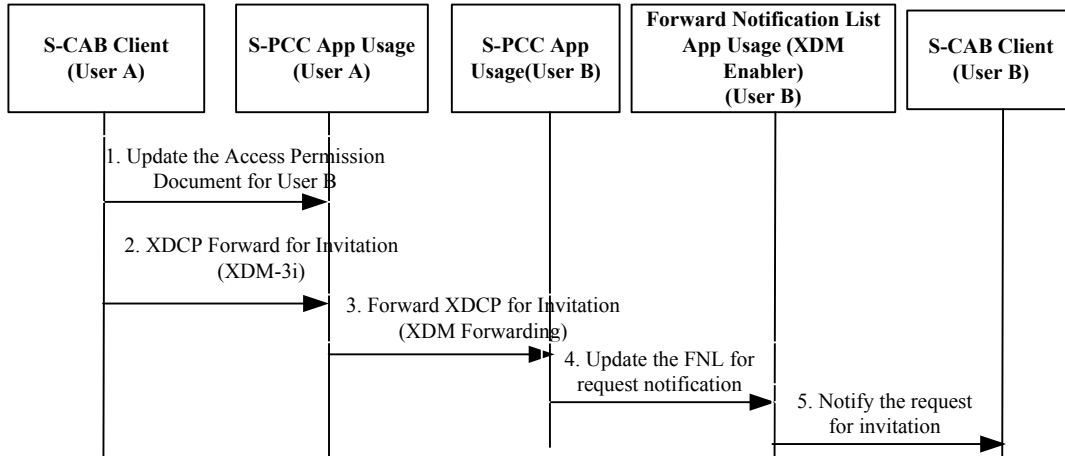 S-CAB Client
(User A)
S-PCC App Usage
(User A)
S-PCC App
Usage(User B)
Forward Notification List
App Usage (XDM
Enabler)
(User B)
S-CAB Client
(User B)
1. Update the Access Permission
Document for User B
2. XDCP Forward for Invitation
(XDM-3i)
3. Forward XDCP for Invitation
(XDM Forwarding)
4. Update the FNL for
request notification
5. Notify the request
for invitation